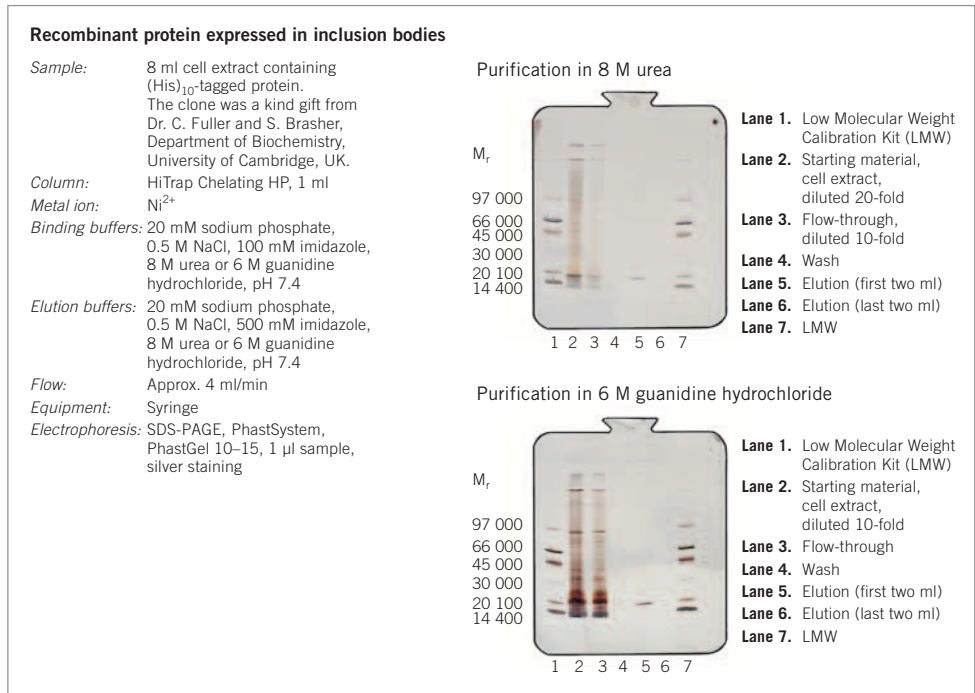 Recombinant protein expressed in inclusion bodies
Sample: 8 ml cell extract containing
(His)10-tagged protein.
The clone was a kind gift from
Dr. C. Fuller and S. Brasher,
Department of Biochemistry,
University of Cambridge, UK.
Column: HiTrap Chelating HP, 1 ml
Metal ion: Ni2+
Binding buffers: 20 mM sodium phosphate,
0.5 M NaCl, 100 mM imidazole,
8 M urea or 6 M guanidine
hydrochloride, pH 7.4
Elution buffers: 20 mM sodium phosphate,
0.5 M NaCl, 500 mM imidazole,
8 M urea or 6 M guanidine
hydrochloride, pH 7.4
Flow: Approx. 4 ml/min
Equipment: Syringe
Electrophoresis: SDS-PAGE, PhastSystem,
PhastGel 10–15, 1 µl sample,
silver staining
Purification in 8 M urea
Mr
97 000
66 000
45 000
30 000
20 100
14 400
1 2 3 4 5 6 7
Lane 1. Low Molecular Weight
Calibration Kit (LMW)
Lane 2. Starting material,
cell extract,
diluted 20-fold
Lane 3. Flow-through,
diluted 10-fold
Lane 4. Wash
Lane 5. Elution (first two ml)
Lane 6. Elution (last two ml)
Lane 7. LMW
Purification in 6 M guanidine hydrochloride
Mr
97 000
66 000
45 000
30 000
20 100
14 400
1 2 3 4 5 6 7
Lane 1. Low Molecular Weight
Calibration Kit (LMW)
Lane 2. Starting material,
cell extract,
diluted 10-fold
Lane 3. Flow-through
Lane 4. Wash
Lane 5. Elution (first two ml)
Lane 6. Elution (last two ml)
Lane 7. LMW